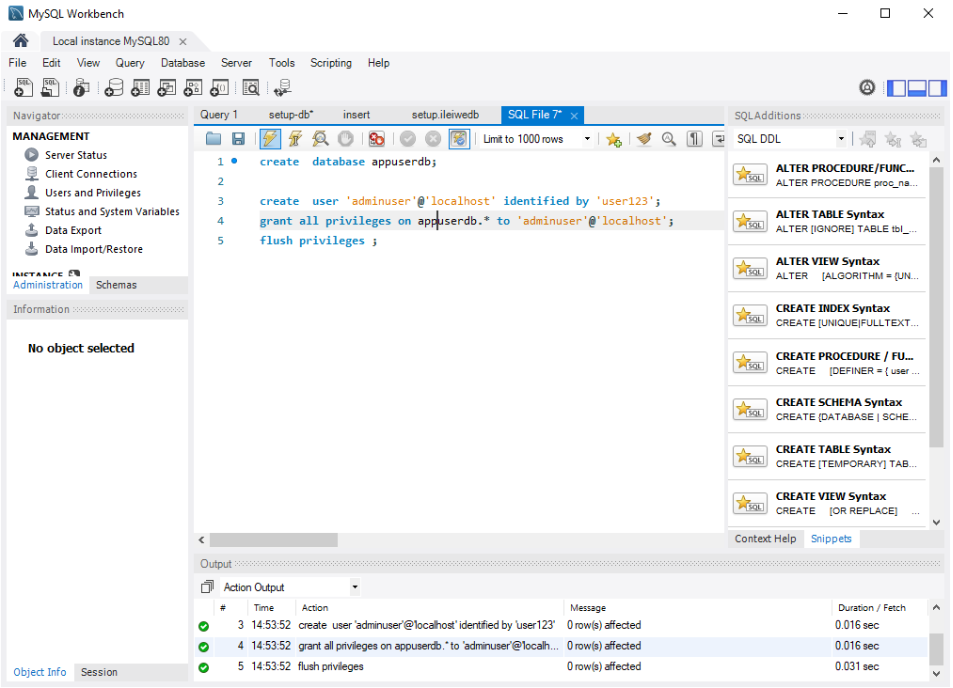 MySQL Workbench
Local instance MySQL80
File Edit View Query Database Server Tools Scripting Help
Navigator
MANAGEMENT
Server Status
Client Connections
Users and Privileges
Status and System Variables
Data Export
Data Import/Restore
INSTANCE
Administration Schemas
Information
No object selected
Object Info Session
Query 1 setup-db* insert setup.ileiwedb SQL File 7*
Limit to 1000 rows
1 create database appuserdb;
2
3 create user 'adminuser'@'localhost' identified by 'user123';
4 grant all privileges on appuserdb.* to 'adminuser'@'localhost';
5 flush privileges ;
SQLAdditions
SQL DDL
ALTER PROCEDURE/FUNC...
ALTER PROCEDURE proc_na...
ALTER TABLE Syntax
ALTER [IGNORE] TABLE tbl_...
ALTER VIEW Syntax
ALTER [ALGORITHM = {UN...
CREATE INDEX Syntax
CREATE [UNIQUE|FULLTEXT...
CREATE PROCEDURE / FU...
CREATE [DEFINER = { user ...
CREATE SCHEMA Syntax
CREATE {DATABASE | SCHE...
CREATE TABLE Syntax
CREATE [TEMPORARY] TAB...
CREATE VIEW Syntax
CREATE [OR REPLACE] ...
Context Help Snippets
Output
Action Output
# Time Action Message Duration / Fetch
3 14:53:52 create user 'adminuser'@'localhost' identified by 'user123' 0 row(s) affected 0.016 sec
4 14:53:52 grant all privileges on appuserdb.* to 'adminuser'@'localh... 0 row(s) affected 0.016 sec
5 14:53:52 flush privileges 0 row(s) affected 0.031 sec